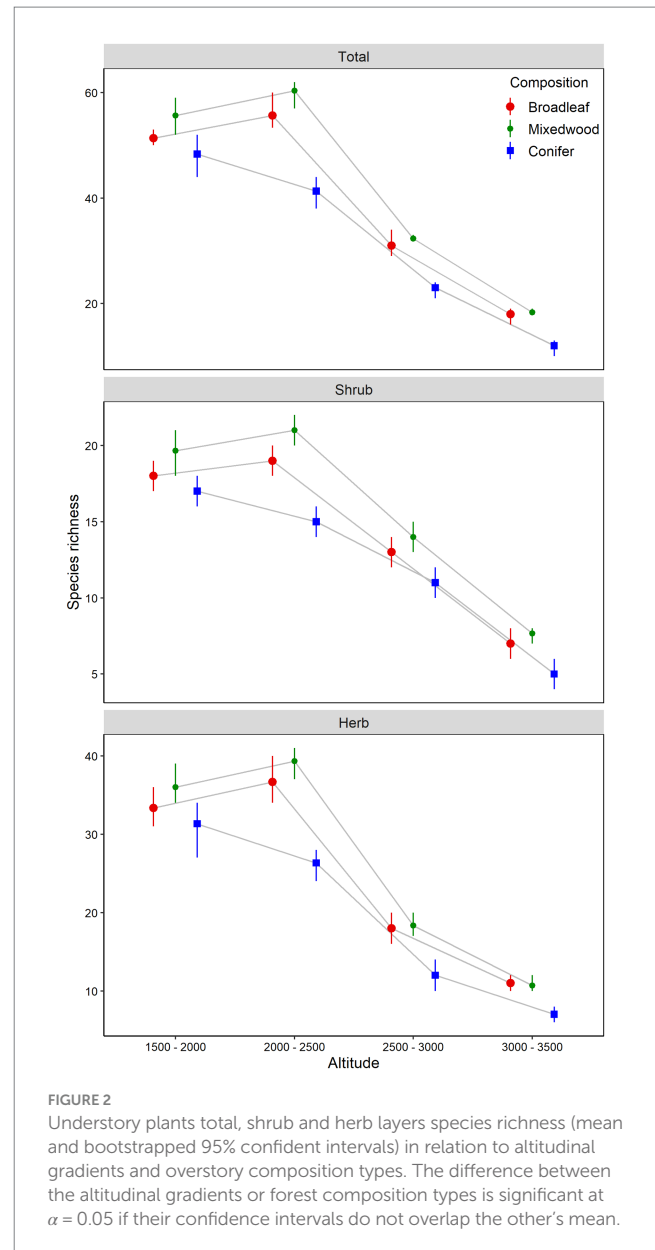 Total
60
40
20
Composition
Broadleaf
Mixedwood
Conifer
Shrub
20
15
10
5
Species richness
Herb
40
30
20
10
1500 - 2000
2000 - 2500
2500 - 3000
3000 - 3500
Altitude
FIGURE 2
Understory plants total, shrub and herb layers species richness (mean
and bootstrapped 95% confident intervals) in relation to altitudinal
gradients and overstory composition types. The difference between
the altitudinal gradients or forest composition types is significant at
α = 0.05 if their confidence intervals do not overlap the other’s mean.